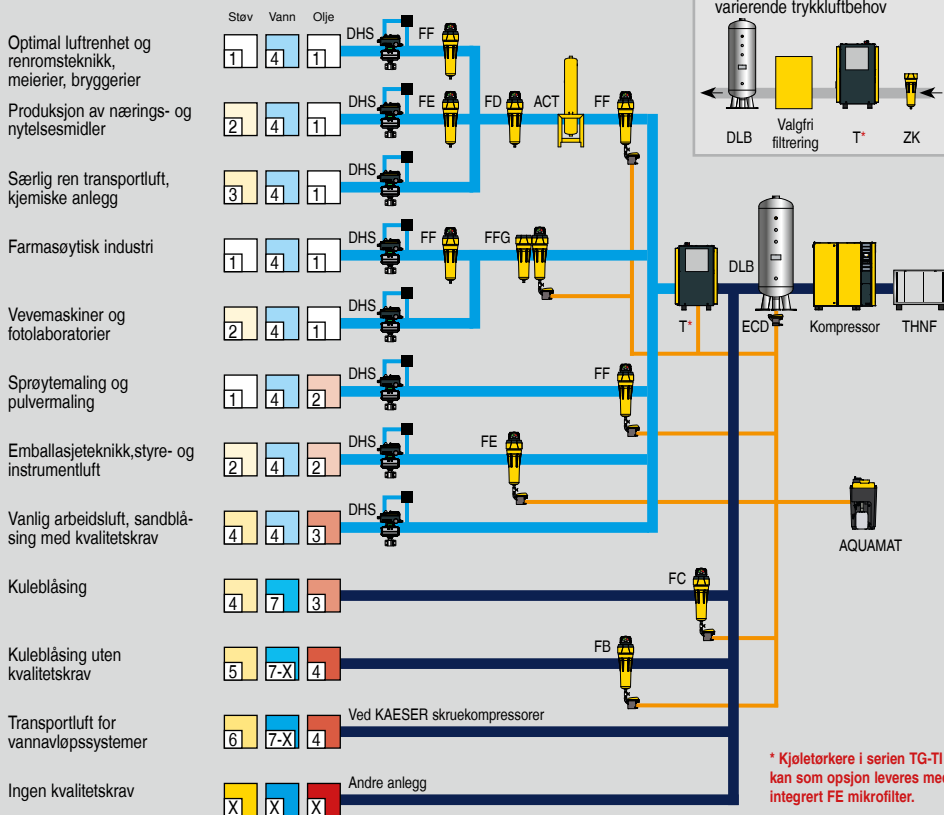 Støv Vann Olje
Optimal luftrenhet og
renromsteknikk,
meierier, bryggerier
1 4 1
DHS FF
Produksjon av nærings- og
nytelsesmidler
2 4 1
DHS FE FD ACT FF
Særlig ren transportluft,
kjemiske anlegg
3 4 1
DHS
Farmasøytisk industri
1 4 1
DHS FF FFG
Vevemaskiner og
fotolaboratorier
2 4 1
DHS
Sprøytemaling og
pulvermaling
1 4 2
DHS FF
Emballasjeteknikk,styre- og
instrumentluft
2 4 2
DHS FE
Vanlig arbeidsluft, sandblå-
sing med kvalitetskrav
4 4 3
DHS
Kuleblåsing
4 7 3
FC
Kuleblåsing uten
kvalitetskrav
5 7-X 4
FB
Transportluft for
vannavløpssystemer
6 7-X 4
Ved KAESER skruekompressorer
Ingen kvalitetskrav
X X X
Andre anlegg
varierende trykkluftbehov
DLB
Valgfri
filtrering
T*
ZK
DLB
T*
ECD
Kompressor
THNF
AQUAMAT
* Kjøletørkere i serien TG-TI
kan som opsjon leveres med
integrert FE mikrofilter.